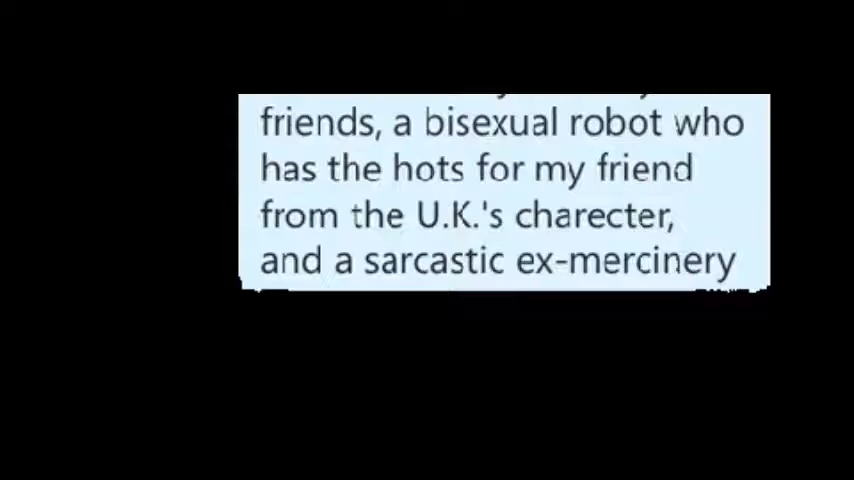 friends, a bisexual robot who
has the hots for my friend
from the U.K.'s charecter,
and a sarcastic ex-mercinery